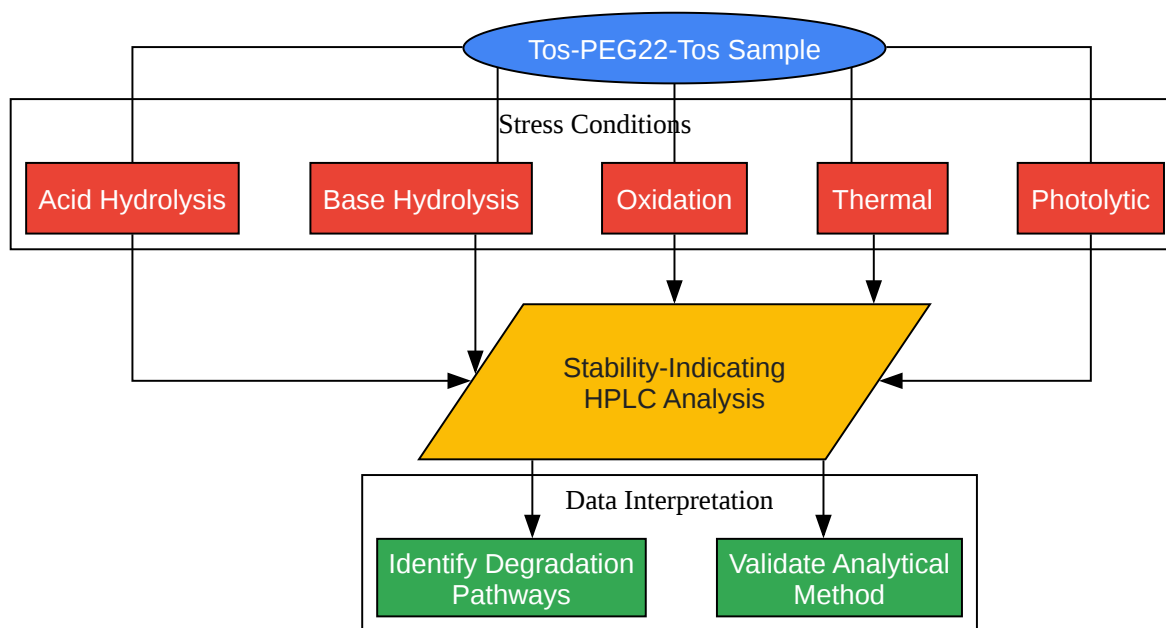 Tos-PEG22-Tos Sample
Stress Conditions
Acid Hydrolysis
Base Hydrolysis
Oxidation
Thermal
Photolytic
Stability-Indicating
HPLC Analysis
Data Interpretation
Identify Degradation
Pathways
Validate Analytical
Method